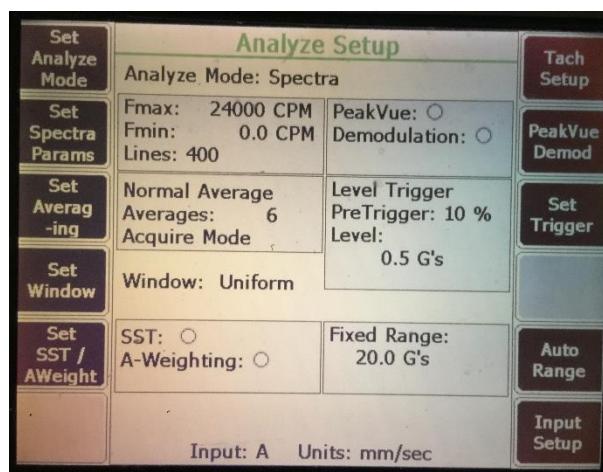 Analyze Setup
Analyze Mode: Spectra
Set
Analyze
Mode
Set
Spectra
Params
Set
Averag
-ing
Set
Window
Set
SST /
AWeight
Fmax: 24000 CPM
Fmin: 0.0 CPM
Lines: 400
PeakVue:
Demodulation:
Normal Average
Averages: 6
Acquire Mode
Level Trigger
PreTrigger: 10 %
Level:
0.5 G's
Window: Uniform
SST:
A-Weighting:
Fixed Range:
20.0 G's
Input: A Units: mm/sec
Tach
Setup
PeakVue
Demod
Set
Trigger
Auto
Range
Input
Setup